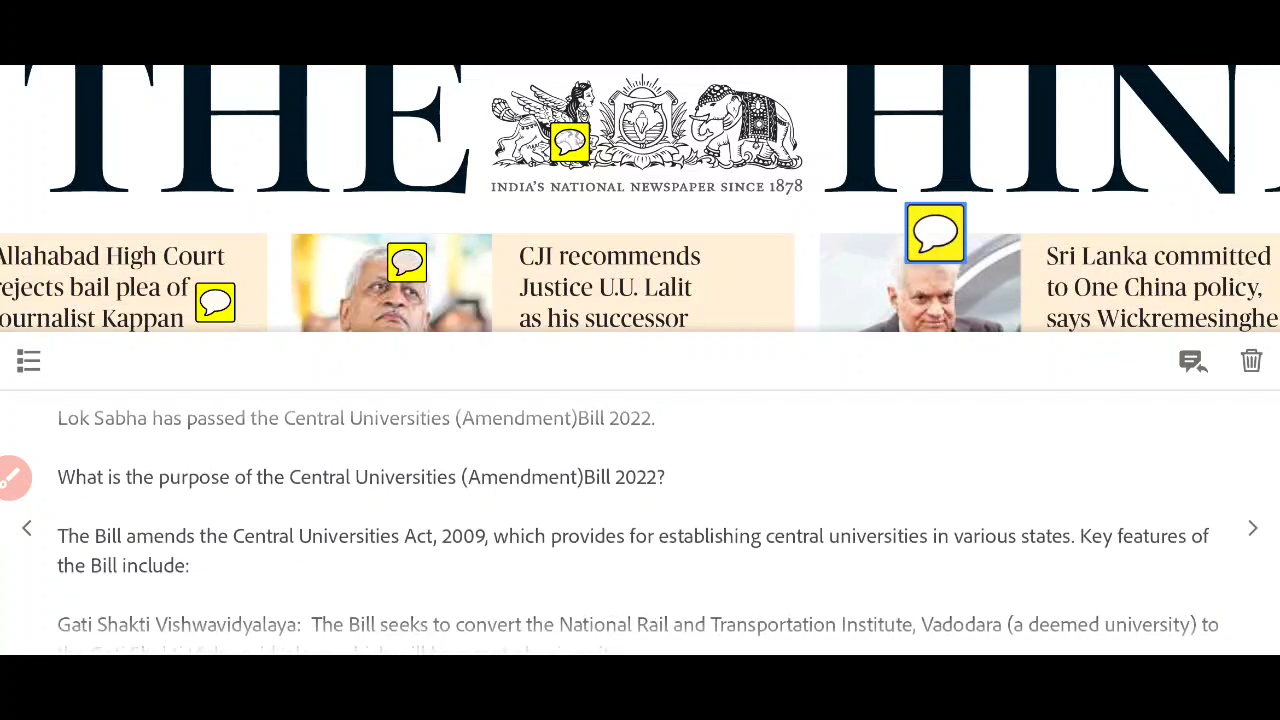 THE HIN
INDIA'S NATIONAL NEWSPAPER SINCE 1878
Allahabad High Court
rejects bail plea of
journalist Kappan
CJI recommends
Justice U.U. Lalit
as his successor
Sri Lanka committed
to One China policy,
says Wickremesinghe
Lok Sabha has passed the Central Universities (Amendment)Bill 2022.
What is the purpose of the Central Universities (Amendment)Bill 2022?
The Bill amends the Central Universities Act, 2009, which provides for establishing central universities in various states. Key features of
the Bill include:
Gati Shakti Vishwavidyalaya: The Bill seeks to convert the National Rail and Transportation Institute, Vadodara (a deemed university) to